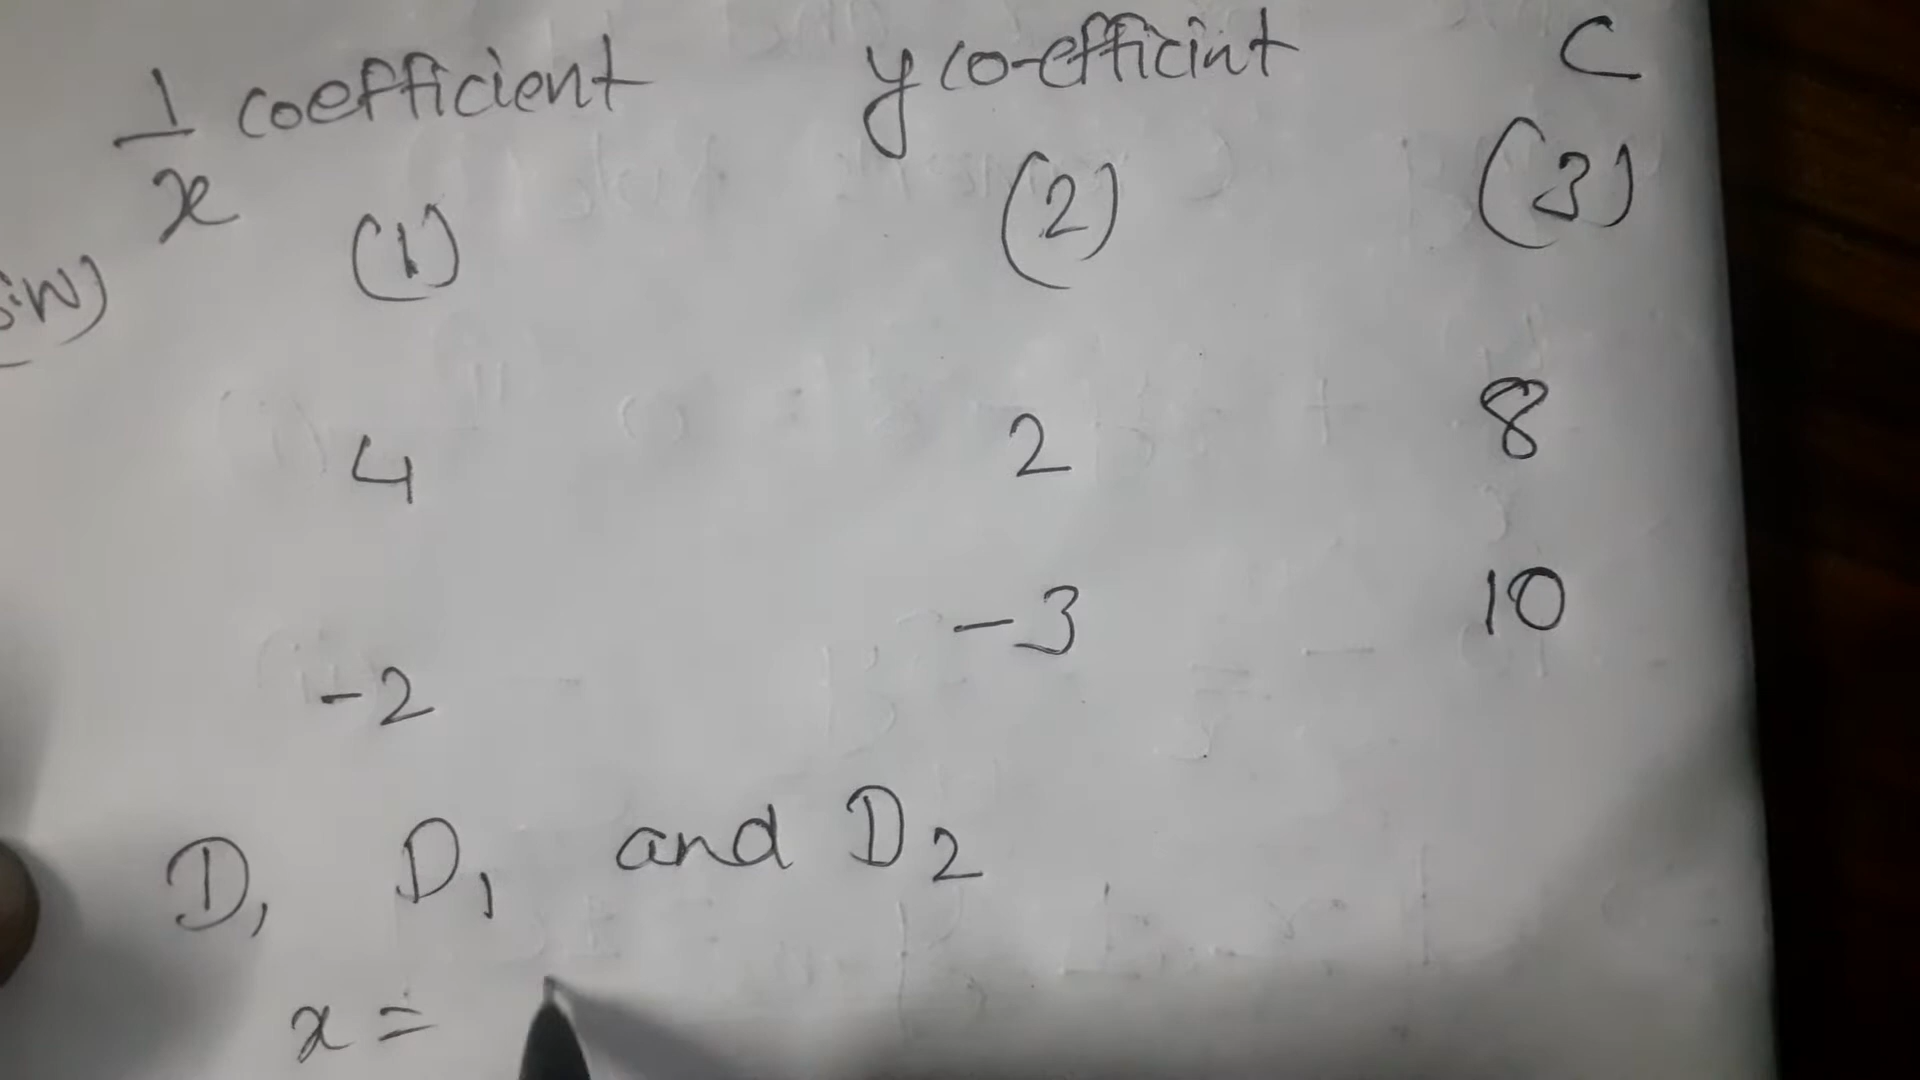 1/x coefficient y co-efficint C
(1) (2) (3)
4 2 8
-2 -3 10
D, D1 and D2
x =